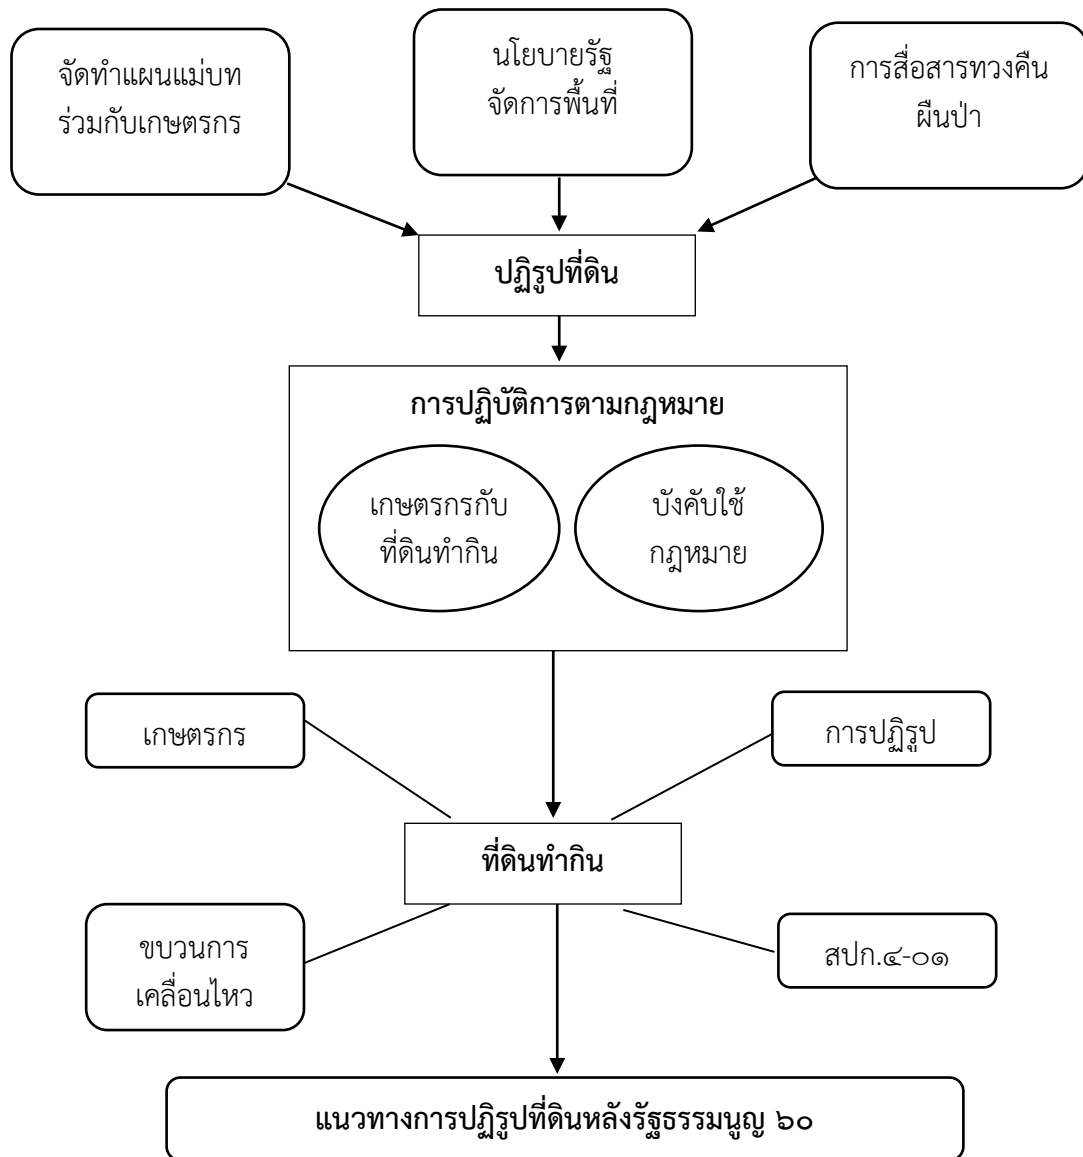 จัดทำแผนแม่บท
ร่วมกับเกษตรกร
นโยบายรัฐ
จัดการพื้นที่
การสื่อสารทวงคืน
ผืนป่า
ปฏิรูปที่ดิน
การปฏิบัติการตามกฎหมาย
เกษตรกรกับ
ที่ดินทำกิน
บังคับใช้
กฎหมาย
เกษตรกร
การปฏิรูป
ที่ดินทำกิน
ขบวนการ
เคลื่อนไหว
สปก.๔-๐๑
แนวทางการปฏิรูปที่ดินหลังรัฐธรรมนูญ ๖๐